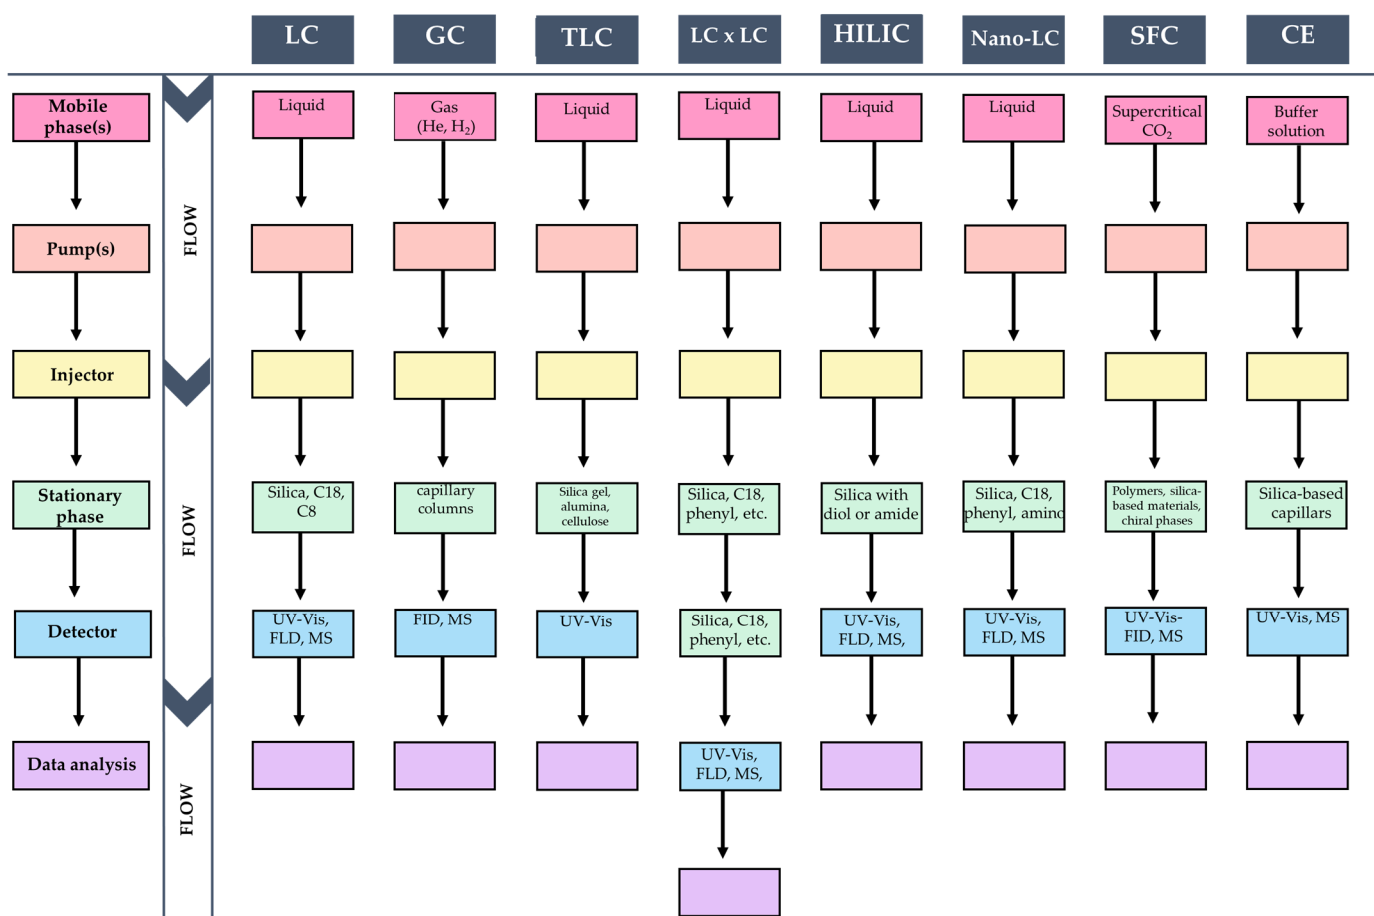 LC
GC
TLC
LC x LC
HILIC
Nano-LC
SFC
CE
Mobile
phase(s)
Liquid
Gas
(He, H₂)
Liquid
Liquid
Liquid
Liquid
Supercritical
CO₂
Buffer
solution
FLOW
Pump(s)
Injector
Stationary
phase
Silica, C18,
C8
capillary
columns
Silica gel,
alumina,
cellulose
Silica, C18,
phenyl, etc.
Silica with
diol or amide
Silica, C18,
phenyl, amino
Polymers, silica-
based materials,
chiral phases
Silica-based
capillars
FLOW
Detector
UV-Vis,
FLD, MS
FID, MS
UV-Vis
Silica, C18,
phenyl, etc.
UV-Vis,
FLD, MS,
UV-Vis,
FLD, MS
UV-Vis-
FID, MS
UV-Vis, MS
Data analysis
UV-Vis,
FLD, MS,
FLOW